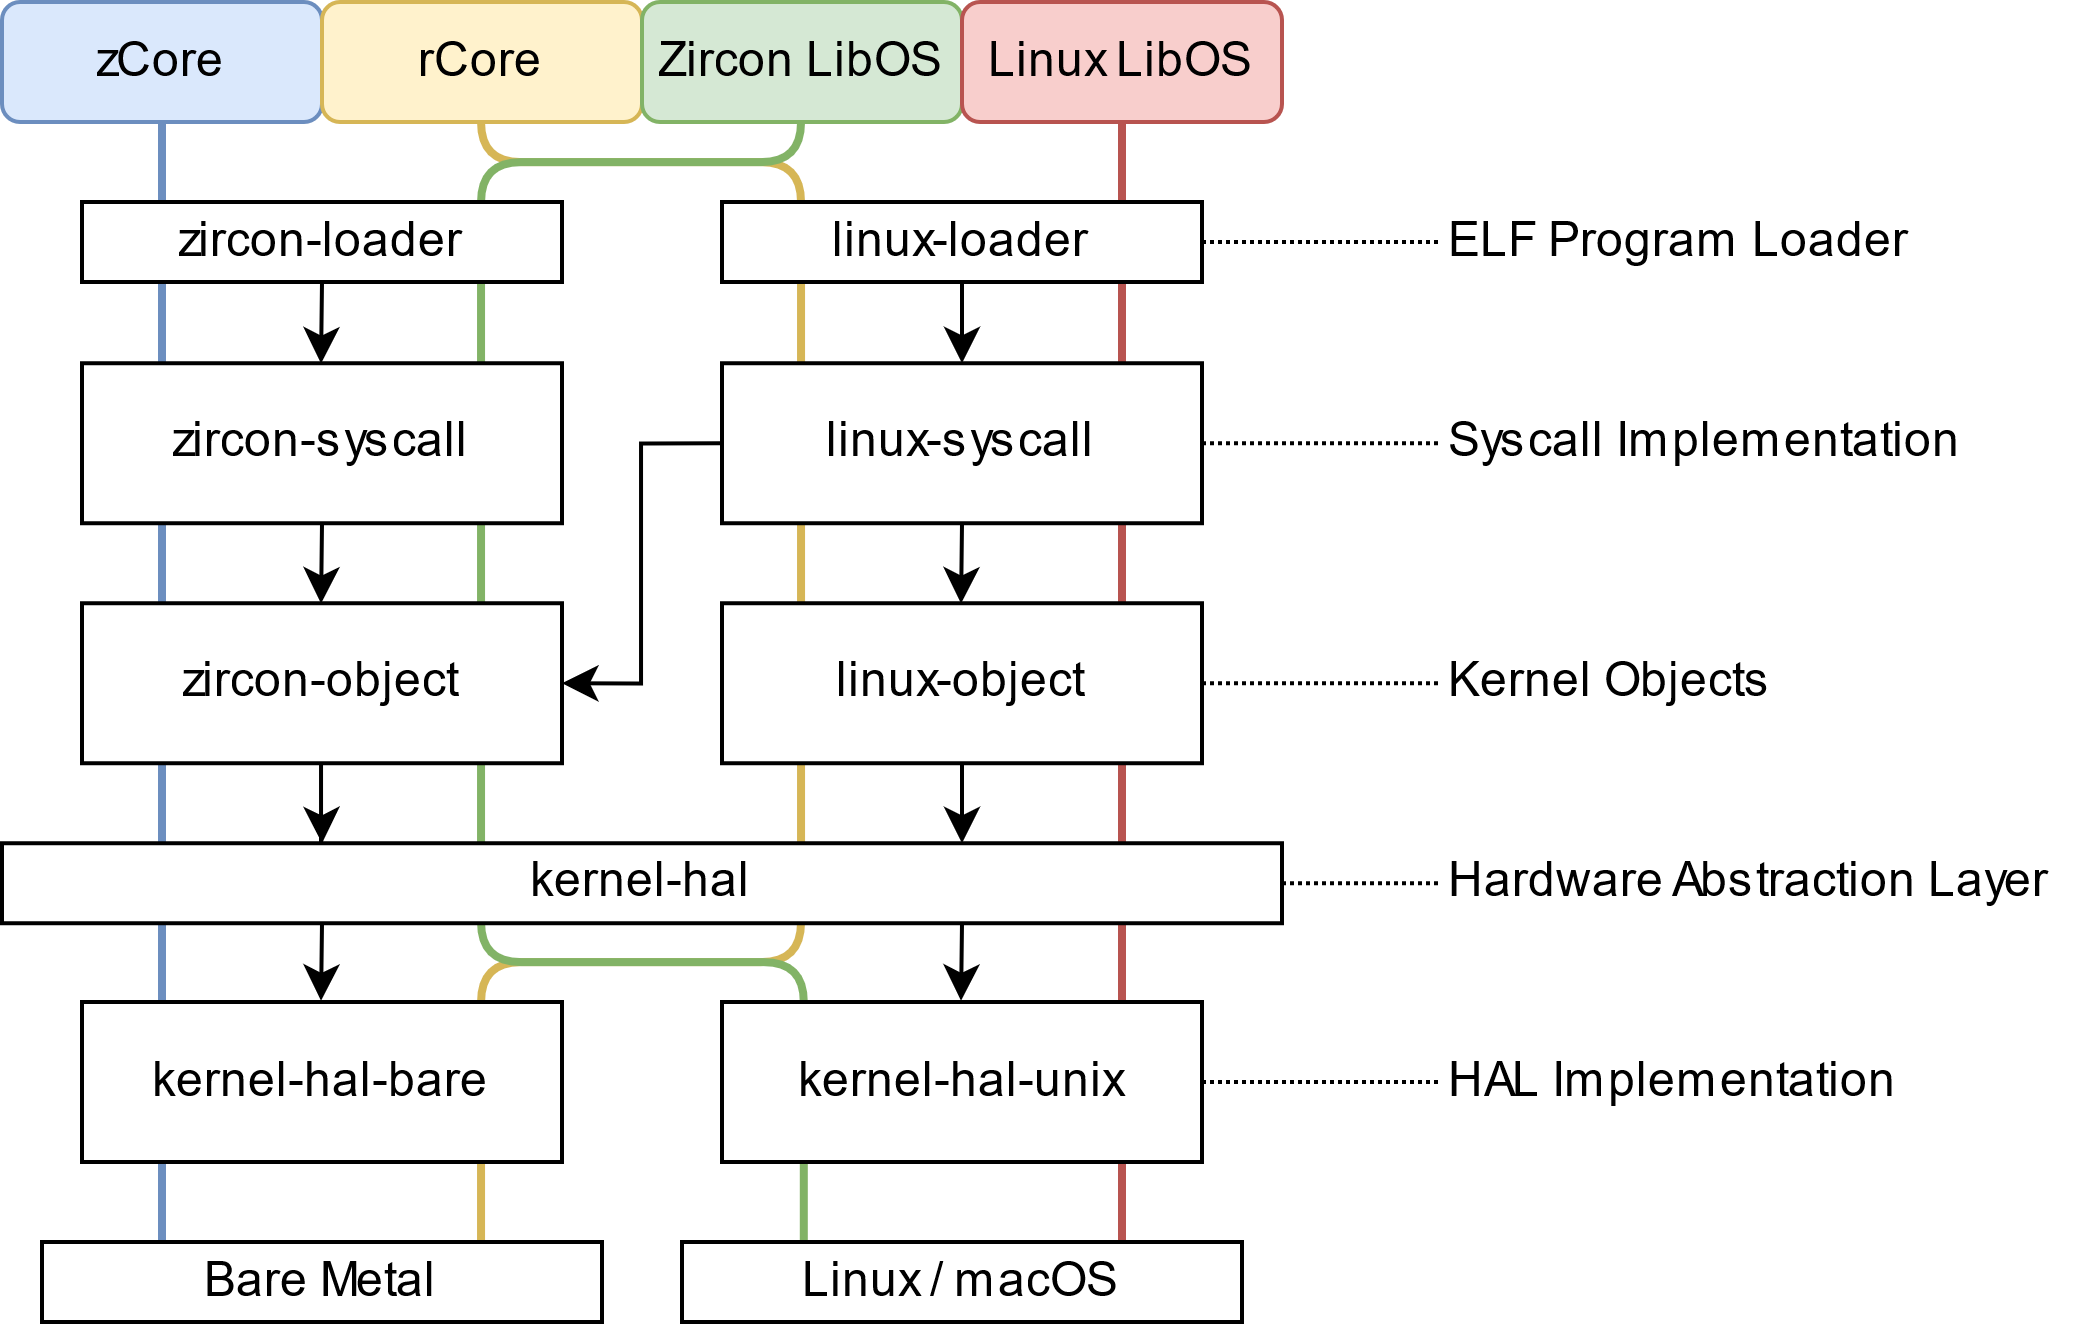 zCore
rCore
Zircon LibOS
Linux LibOS
zircon-loader
linux-loader
ELF Program Loader
zircon-syscall
linux-syscall
Syscall Implementation
zircon-object
linux-object
Kernel Objects
kernel-hal
Hardware Abstraction Layer
kernel-hal-bare
kernel-hal-unix
HAL Implementation
Bare Metal
Linux / macOS